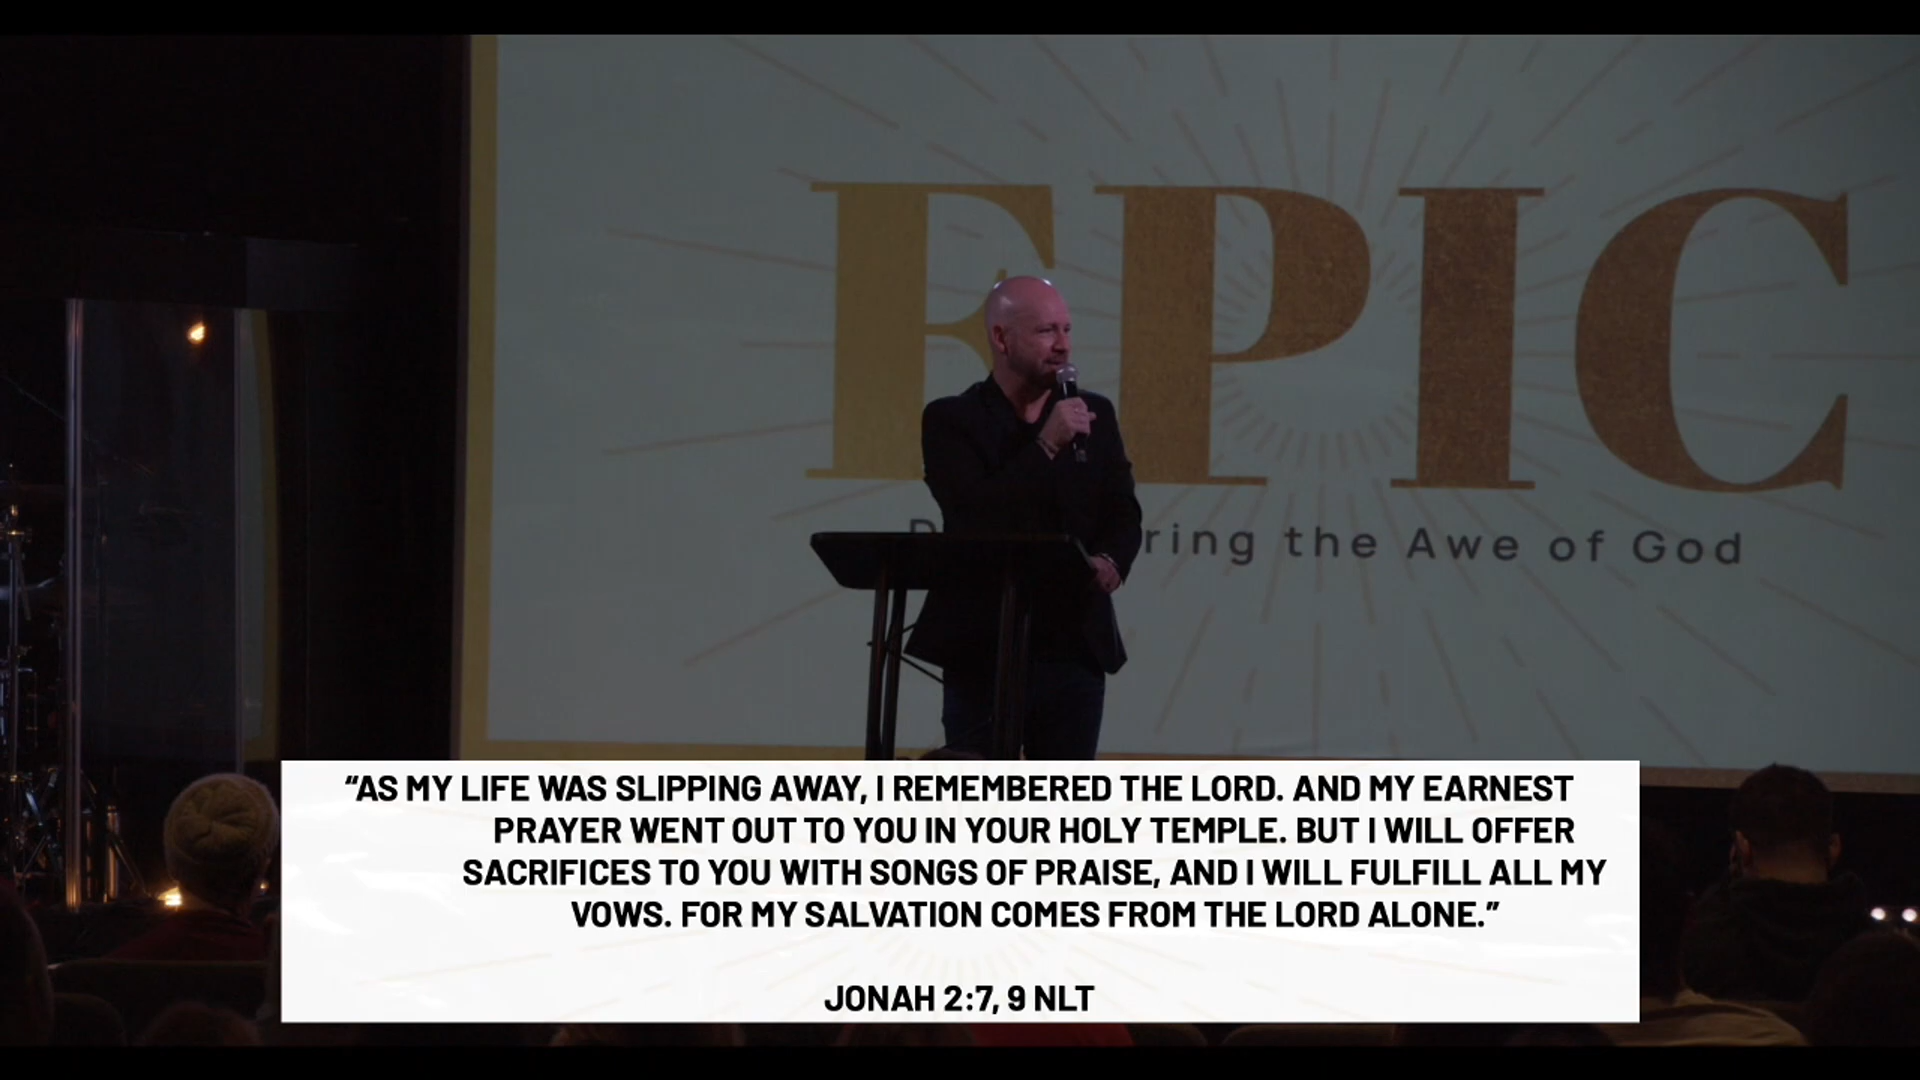 EPIC
ring the Awe of God
“AS MY LIFE WAS SLIPPING AWAY, I REMEMBERED THE LORD. AND MY EARNEST
PRAYER WENT OUT TO YOU IN YOUR HOLY TEMPLE. BUT I WILL OFFER
SACRIFICES TO YOU WITH SONGS OF PRAISE, AND I WILL FULFILL ALL MY
VOWS. FOR MY SALVATION COMES FROM THE LORD ALONE.”
JONAH 2:7, 9 NLT